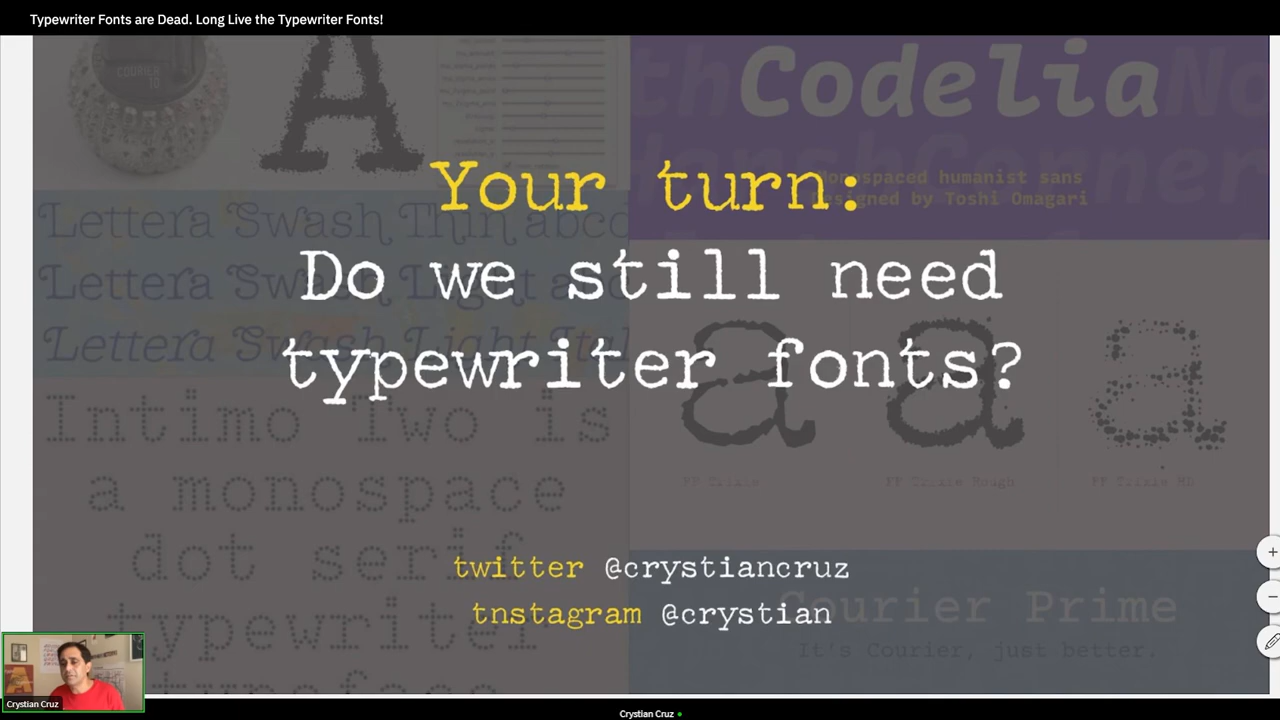 Typewriter Fonts are Dead. Long Live the Typewriter Fonts!
COURIER
10
Codelia
Monospaced humanist sans
designed by Toshi Omagari
Your turn:
Do we still need
typewriter fonts?
Lettera Swash Thin abcd
Lettera Swash Light
Lettera Swash Light Ital
A
a a a
FF Trixie FF Trixie Rough FF Trixie HD
Intimo Two is
a monospace
dot serif
typewriter
typeface
twitter @crystiancruz
tnstagram @crystian
Courier Prime
It's Courier, just better.
Crystian Cruz
Crystian Cruz